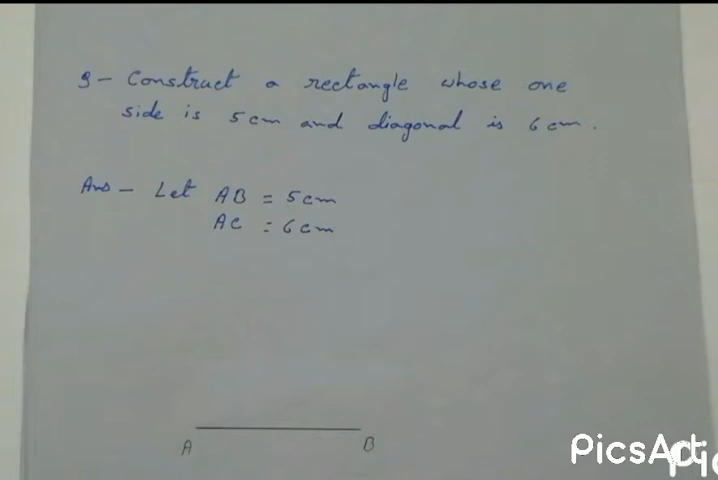 9- Construct a rectangle whose one
side is 5cm and diagonal is 6cm.
Ans - Let AB = 5cm
AC = 6cm
A B
PicsArt
Pic